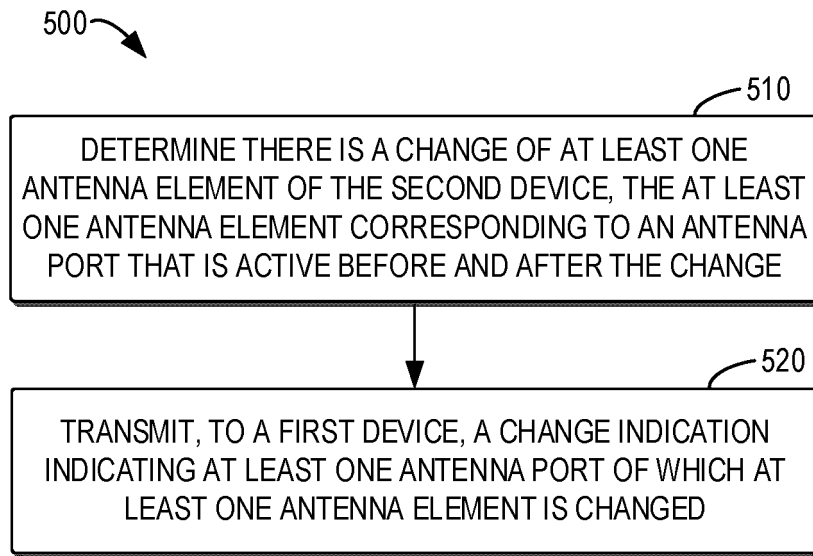 500
510
DETERMINE THERE IS A CHANGE OF AT LEAST ONE
ANTENNA ELEMENT OF THE SECOND DEVICE, THE AT LEAST
ONE ANTENNA ELEMENT CORRESPONDING TO AN ANTENNA
PORT THAT IS ACTIVE BEFORE AND AFTER THE CHANGE
520
TRANSMIT, TO A FIRST DEVICE, A CHANGE INDICATION
INDICATING AT LEAST ONE ANTENNA PORT OF WHICH AT
LEAST ONE ANTENNA ELEMENT IS CHANGED